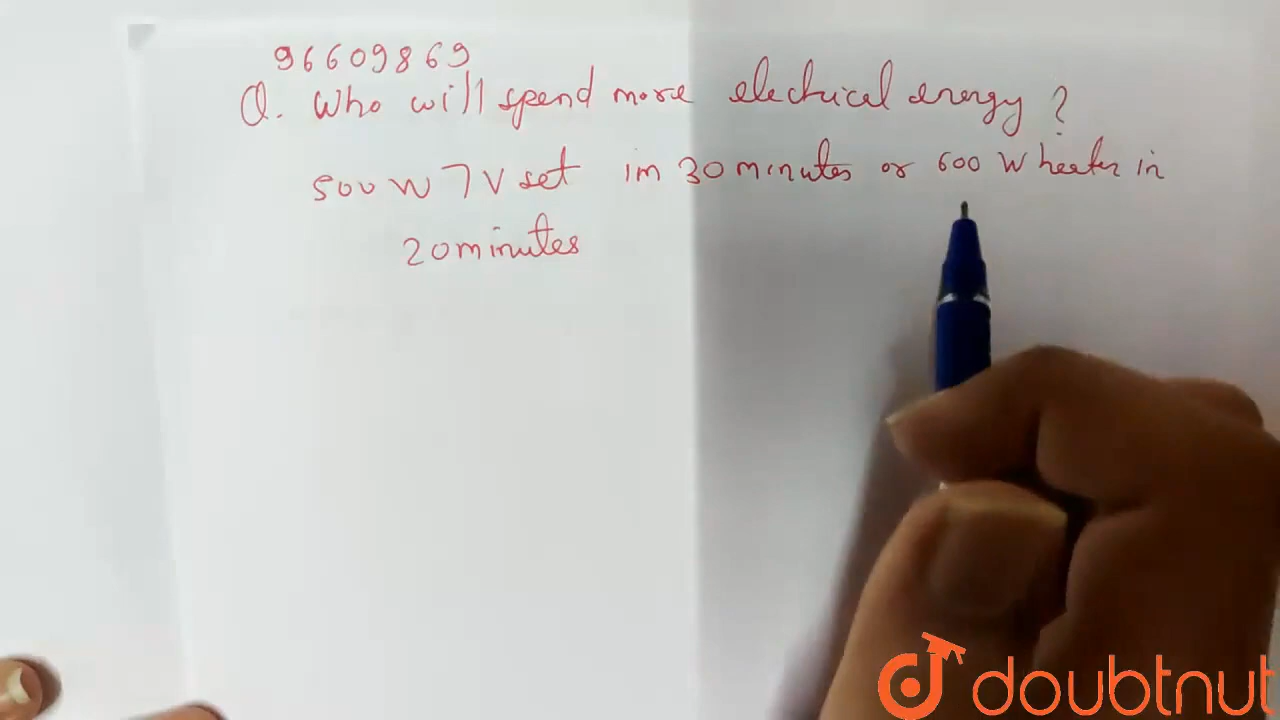 96609869
Q. Who will spend more electrical energy ?
500 W TV set in 30 minutes or 600 W heater in
20 minutes
doubtnut